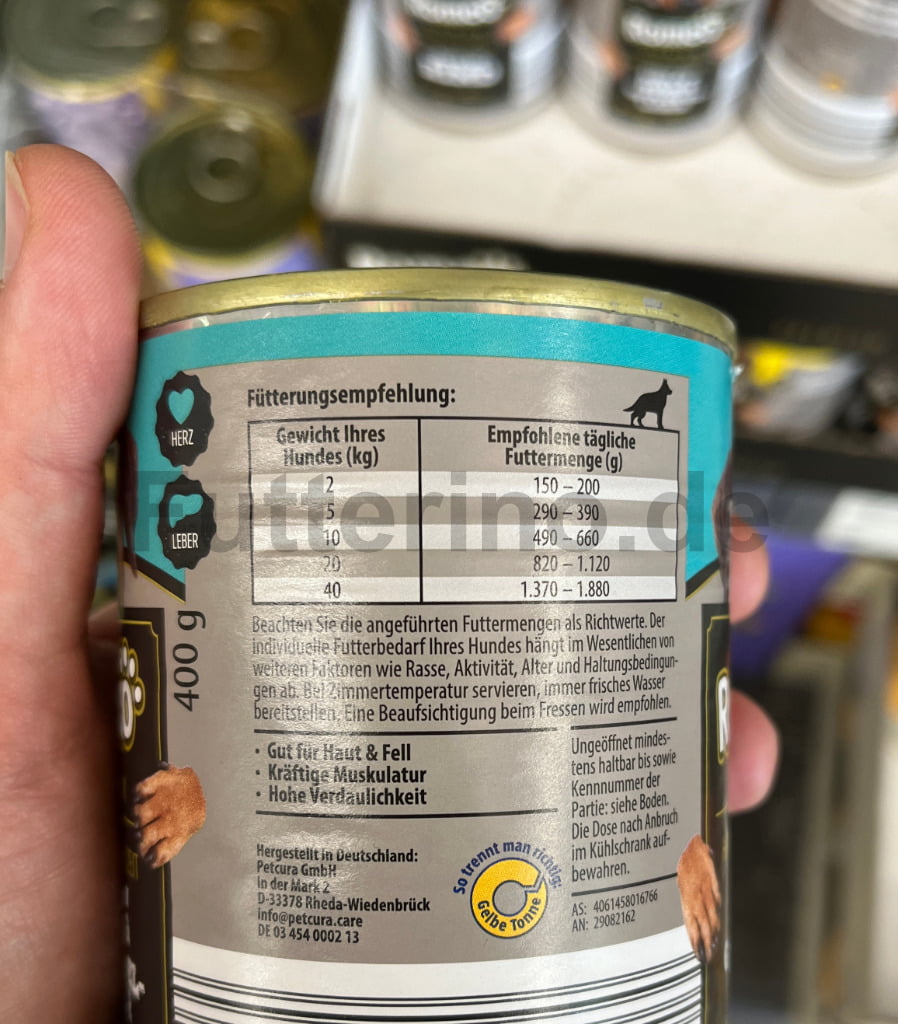 Fütterungsempfehlung:
HERZ
LEBER
Gewicht Ihres
Hundes (kg)
Empfohlene tägliche
Futtermenge (g)
2 150 – 200
5 290 – 390
10 490 – 660
20 820 – 1.120
40 1.370 – 1.880
Futterino.de
400 g
Beachten Sie die angeführten Futtermengen als Richtwerte. Der
individuelle Futterbedarf Ihres Hundes hängt im Wesentlichen von
weiteren Faktoren wie Rasse, Aktivität, Alter und Haltungsbedingun-
gen ab. Bei Zimmertemperatur servieren, immer frisches Wasser
bereitstellen. Eine Beaufsichtigung beim Fressen wird empfohlen.
• Gut für Haut & Fell
• Kräftige Muskulatur
• Hohe Verdaulichkeit
Ungeöffnet mindes-
tens haltbar bis sowie
Kennnummer der
Partie: siehe Boden.
Die Dose nach Anbruch
im Kühlschrank auf-
bewahren.
Hergestellt in Deutschland:
Petcura GmbH
In der Mark 2
D-33378 Rheda-Wiedenbrück
info@petcura.care
DE 03 454 0002 13
So trennt man richtig:
Gelbe Tonne
AS: 4061458016766
AN: 29082162